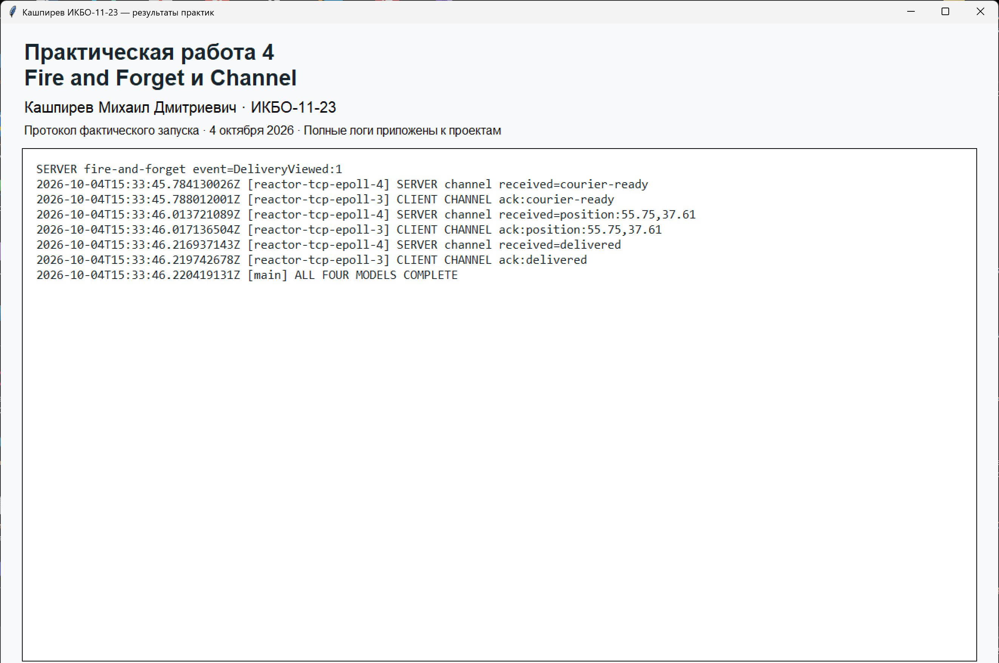 Кашпирев ИКБО-11-23 — результаты практик
Практическая работа 4
Fire and Forget и Channel
Кашпирев Михаил Дмитриевич · ИКБО-11-23
Протокол фактического запуска · 4 октября 2026 · Полные логи приложены к проектам
SERVER fire-and-forget event=DeliveryViewed:1
2026-10-04T15:33:45.784130026Z [reactor-tcp-epoll-4] SERVER channel received=courier-ready
2026-10-04T15:33:45.788012001Z [reactor-tcp-epoll-3] CLIENT CHANNEL ack:courier-ready
2026-10-04T15:33:46.013721089Z [reactor-tcp-epoll-4] SERVER channel received=position:55.75,37.61
2026-10-04T15:33:46.017136504Z [reactor-tcp-epoll-3] CLIENT CHANNEL ack:position:55.75,37.61
2026-10-04T15:33:46.216937143Z [reactor-tcp-epoll-4] SERVER channel received=delivered
2026-10-04T15:33:46.219742678Z [reactor-tcp-epoll-3] CLIENT CHANNEL ack:delivered
2026-10-04T15:33:46.220419131Z [main] ALL FOUR MODELS COMPLETE